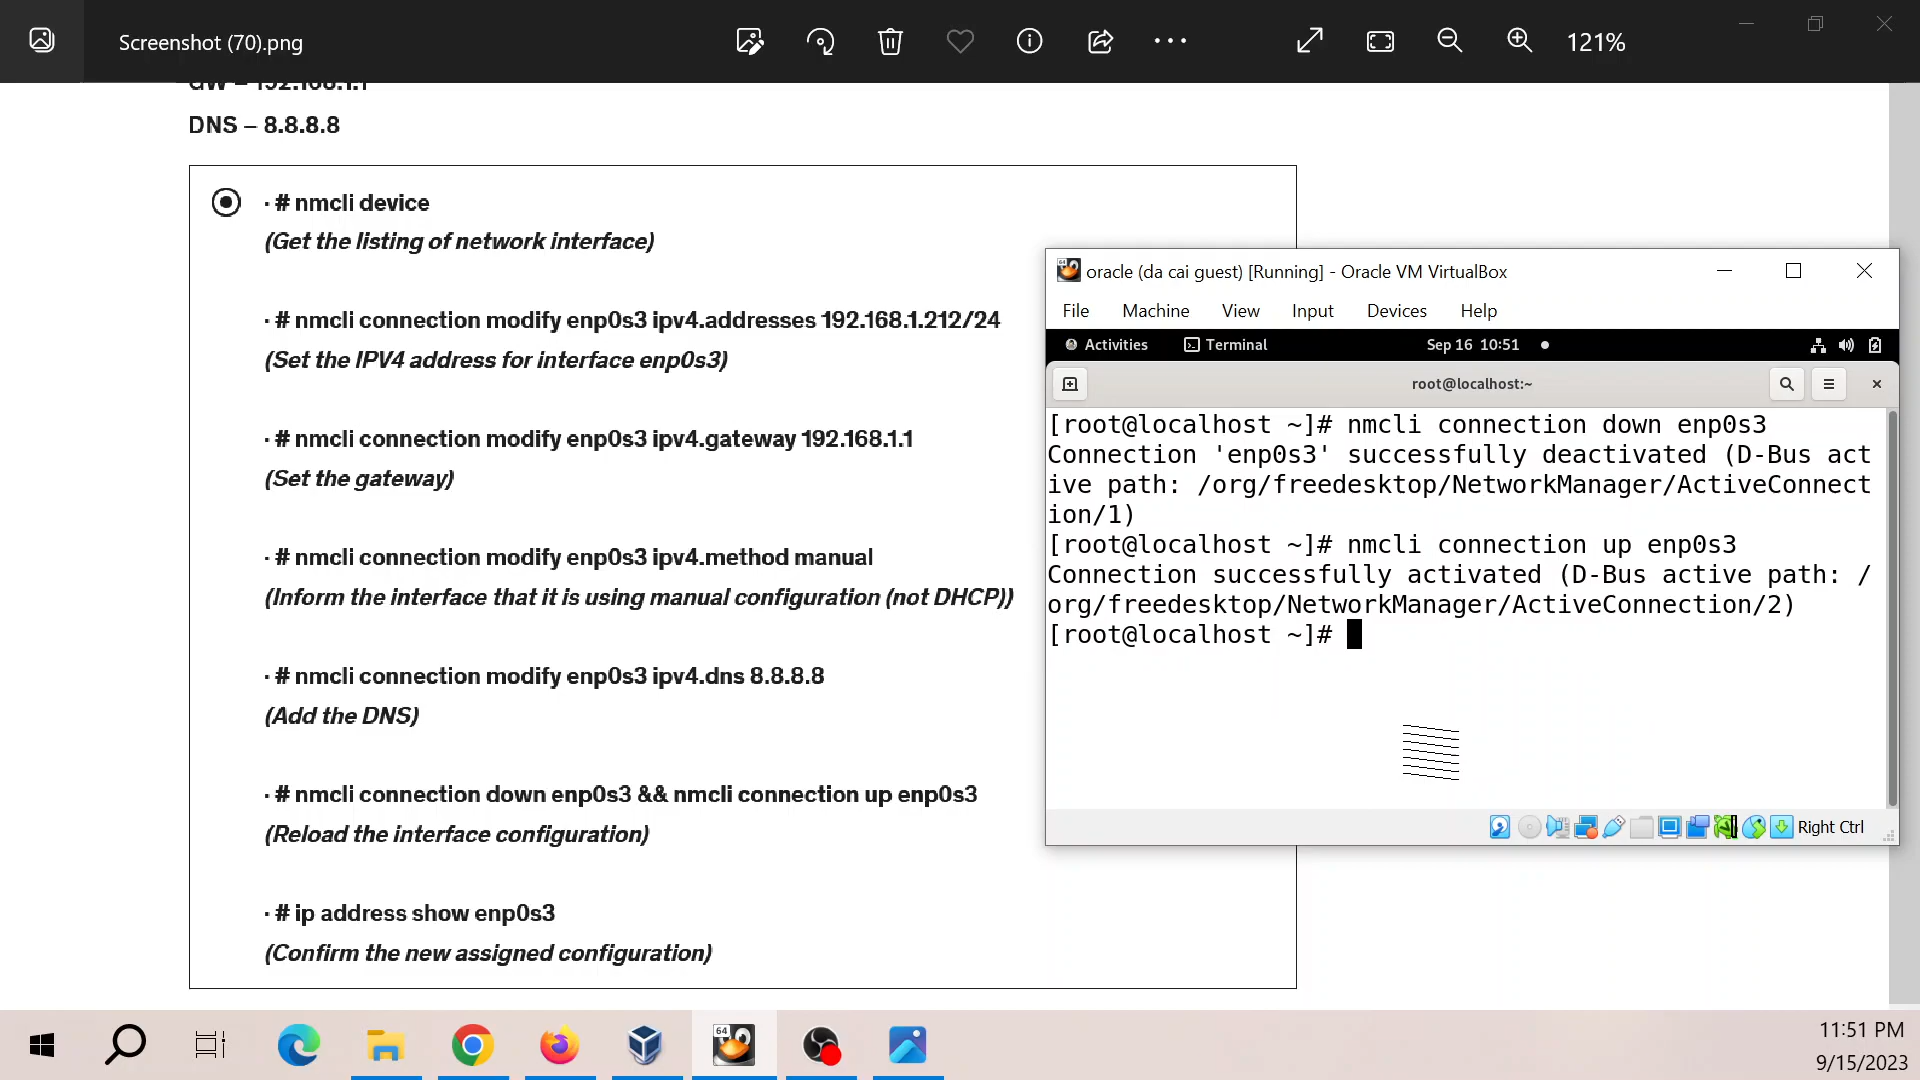 Screenshot (70).png
121%
GW – 192.168.1.1
DNS – 8.8.8.8
· # nmcli device
(Get the listing of network interface)
· # nmcli connection modify enp0s3 ipv4.addresses 192.168.1.212/24
(Set the IPV4 address for interface enp0s3)
· # nmcli connection modify enp0s3 ipv4.gateway 192.168.1.1
(Set the gateway)
· # nmcli connection modify enp0s3 ipv4.method manual
(Inform the interface that it is using manual configuration (not DHCP))
· # nmcli connection modify enp0s3 ipv4.dns 8.8.8.8
(Add the DNS)
· # nmcli connection down enp0s3 && nmcli connection up enp0s3
(Reload the interface configuration)
· # ip address show enp0s3
(Confirm the new assigned configuration)
oracle (da cai guest) [Running] - Oracle VM VirtualBox
File Machine View Input Devices Help
Activities Terminal Sep 16 10:51
root@localhost:~
[root@localhost ~]# nmcli connection down enp0s3
Connection 'enp0s3' successfully deactivated (D-Bus act
ive path: /org/freedesktop/NetworkManager/ActiveConnect
ion/1)
[root@localhost ~]# nmcli connection up enp0s3
Connection successfully activated (D-Bus active path: /
org/freedesktop/NetworkManager/ActiveConnection/2)
[root@localhost ~]#
Right Ctrl
64
11:51 PM
9/15/2023